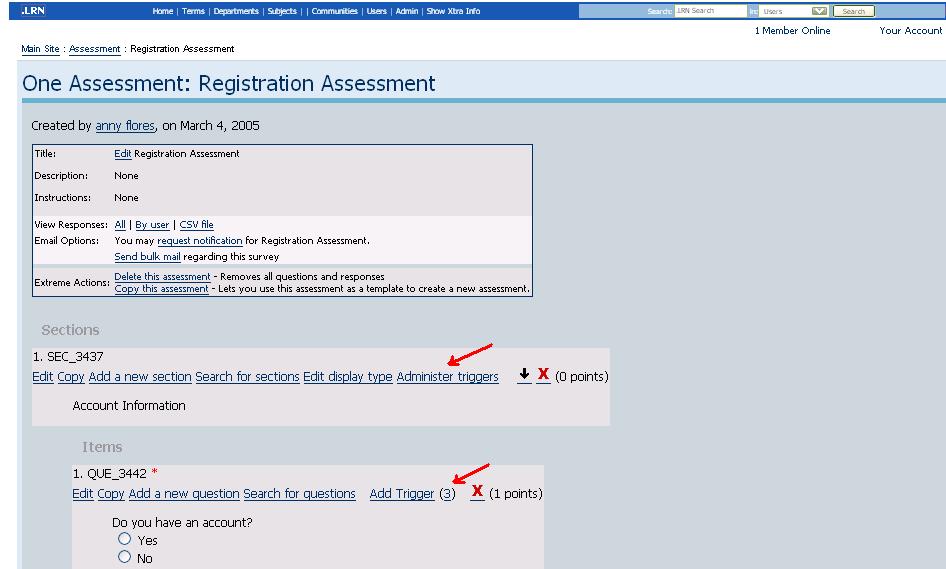 .LRN Home | Terms | Departments | Subjects | | Communities | Users | Admin | Show Xtra Info Search: .LRN Search in: Users Search
1 Member Online Your Account
Main Site : Assessment : Registration Assessment
One Assessment: Registration Assessment
Created by anny flores, on March 4, 2005
Title: Edit Registration Assessment
Description: None
Instructions: None
View Responses: All | By user | CSV file
Email Options: You may request notification for Registration Assessment.
Send bulk mail regarding this survey
Extreme Actions: Delete this assessment - Removes all questions and responses
Copy this assessment - Lets you use this assessment as a template to create a new assessment.
Sections
1. SEC_3437
Edit Copy Add a new section Search for sections Edit display type Administer triggers X (0 points)
Account Information
Items
1. QUE_3442 *
Edit Copy Add a new question Search for questions Add Trigger (3) X (1 points)
Do you have an account?
Yes
No